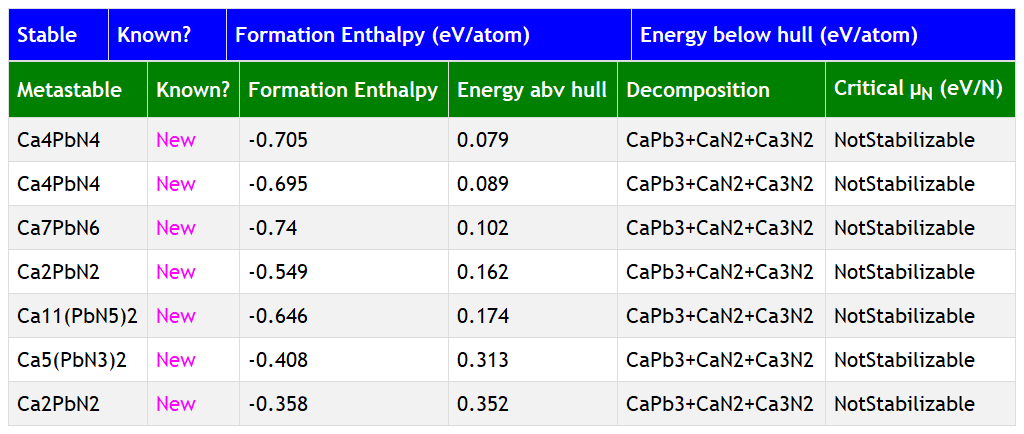 Stable Known? Formation Enthalpy (eV/atom) Energy below hull (eV/atom)
Metastable Known? Formation Enthalpy Energy abv hull Decomposition Critical μN (eV/N)
Ca4PbN4 New -0.705 0.079 CaPb3+CaN2+Ca3N2 NotStabilizable
Ca4PbN4 New -0.695 0.089 CaPb3+CaN2+Ca3N2 NotStabilizable
Ca7PbN6 New -0.74 0.102 CaPb3+CaN2+Ca3N2 NotStabilizable
Ca2PbN2 New -0.549 0.162 CaPb3+CaN2+Ca3N2 NotStabilizable
Ca11(PbN5)2 New -0.646 0.174 CaPb3+CaN2+Ca3N2 NotStabilizable
Ca5(PbN3)2 New -0.408 0.313 CaPb3+CaN2+Ca3N2 NotStabilizable
Ca2PbN2 New -0.358 0.352 CaPb3+CaN2+Ca3N2 NotStabilizable